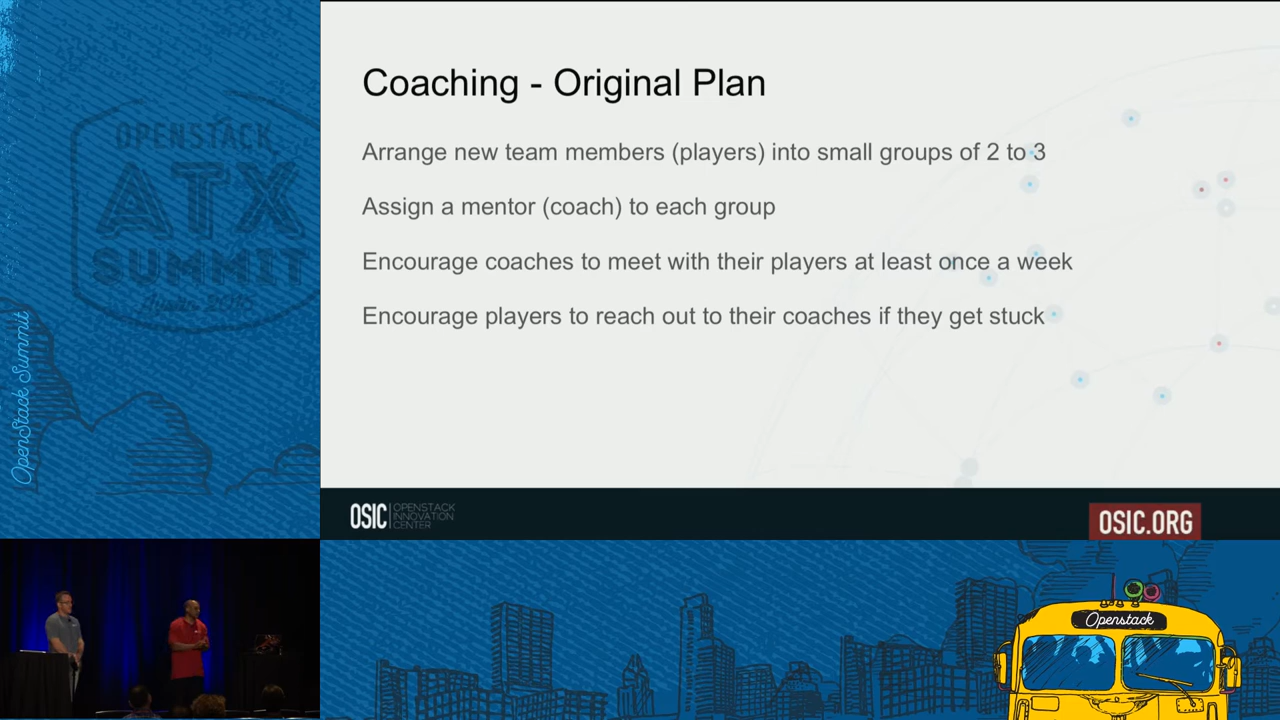 OPENSTACK
ATX
SUMMIT
Austin 2016
OpenStack Summit
Coaching - Original Plan
Arrange new team members (players) into small groups of 2 to 3
Assign a mentor (coach) to each group
Encourage coaches to meet with their players at least once a week
Encourage players to reach out to their coaches if they get stuck
OSIC OPENSTACK
INNOVATION
CENTER
OSIC.ORG
Openstack